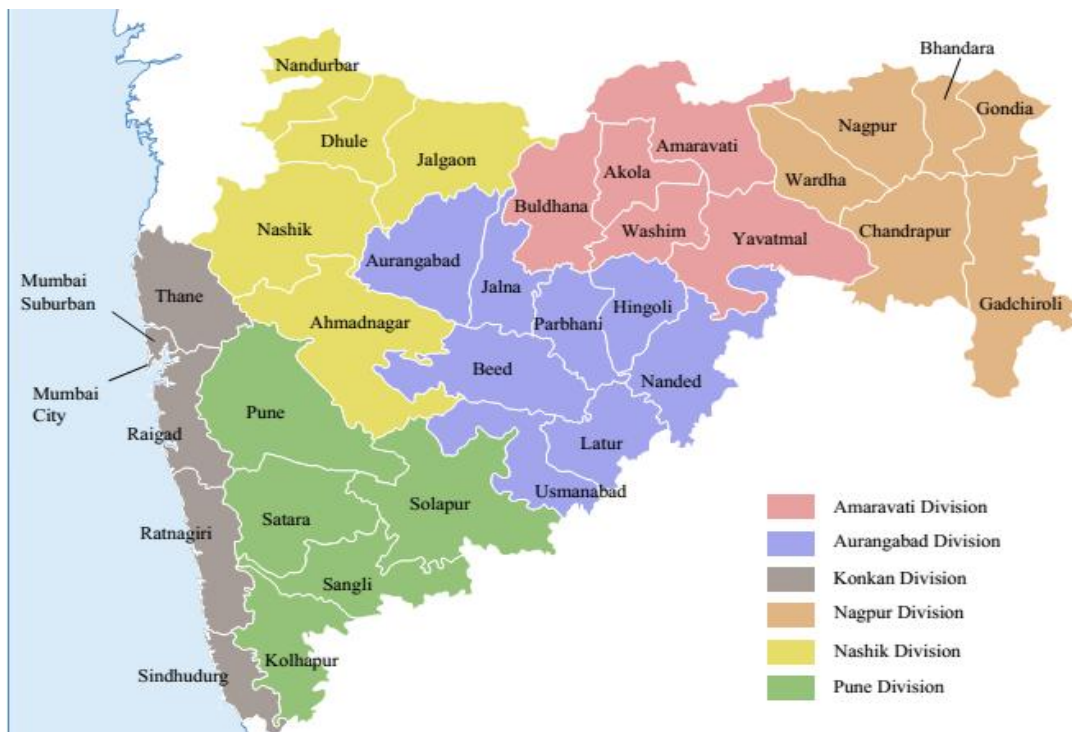 Bhandara
Nandurbar
Gondia
Nagpur
Dhule
Amaravati
Jalgaon
Akola
Wardha
Buldhana
Nashik
Washim
Yavatmal
Chandrapur
Aurangabad
Mumbai
Suburban
Thane
Jalna
Hingoli
Gadchiroli
Ahmadnagar
Parbhani
Beed
Nanded
Mumbai
City
Pune
Raigad
Latur
Usmanabad
Solapur
Satara
Ratnagiri
Sangli
Kolhapur
Sindhudurg
Amaravati Division
Aurangabad Division
Konkan Division
Nagpur Division
Nashik Division
Pune Division